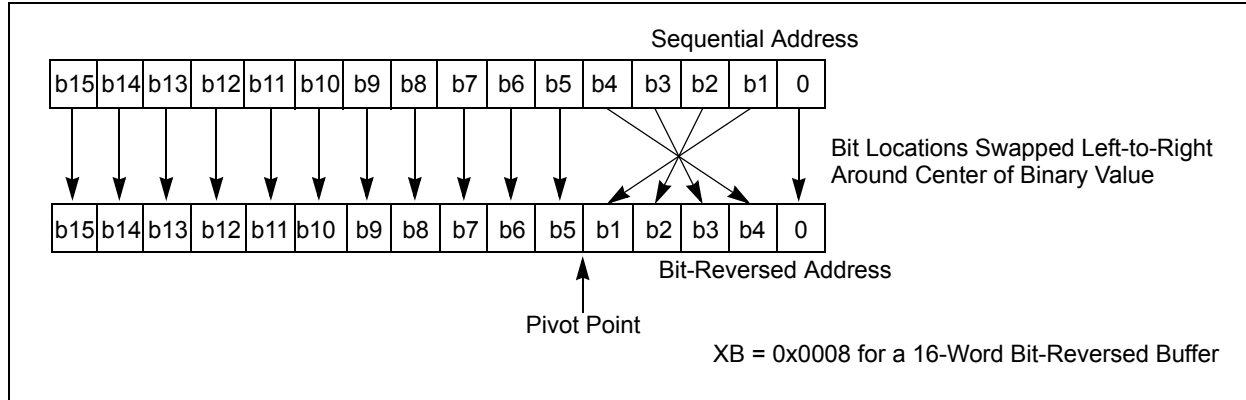 Sequential Address
b15 b14 b13 b12 b11 b10 b9 b8 b7 b6 b5 b4 b3 b2 b1 0
Bit Locations Swapped Left-to-Right
Around Center of Binary Value
b15 b14 b13 b12 b11 b10 b9 b8 b7 b6 b5 b1 b2 b3 b4 0
Bit-Reversed Address
Pivot Point
XB = 0x0008 for a 16-Word Bit-Reversed Buffer